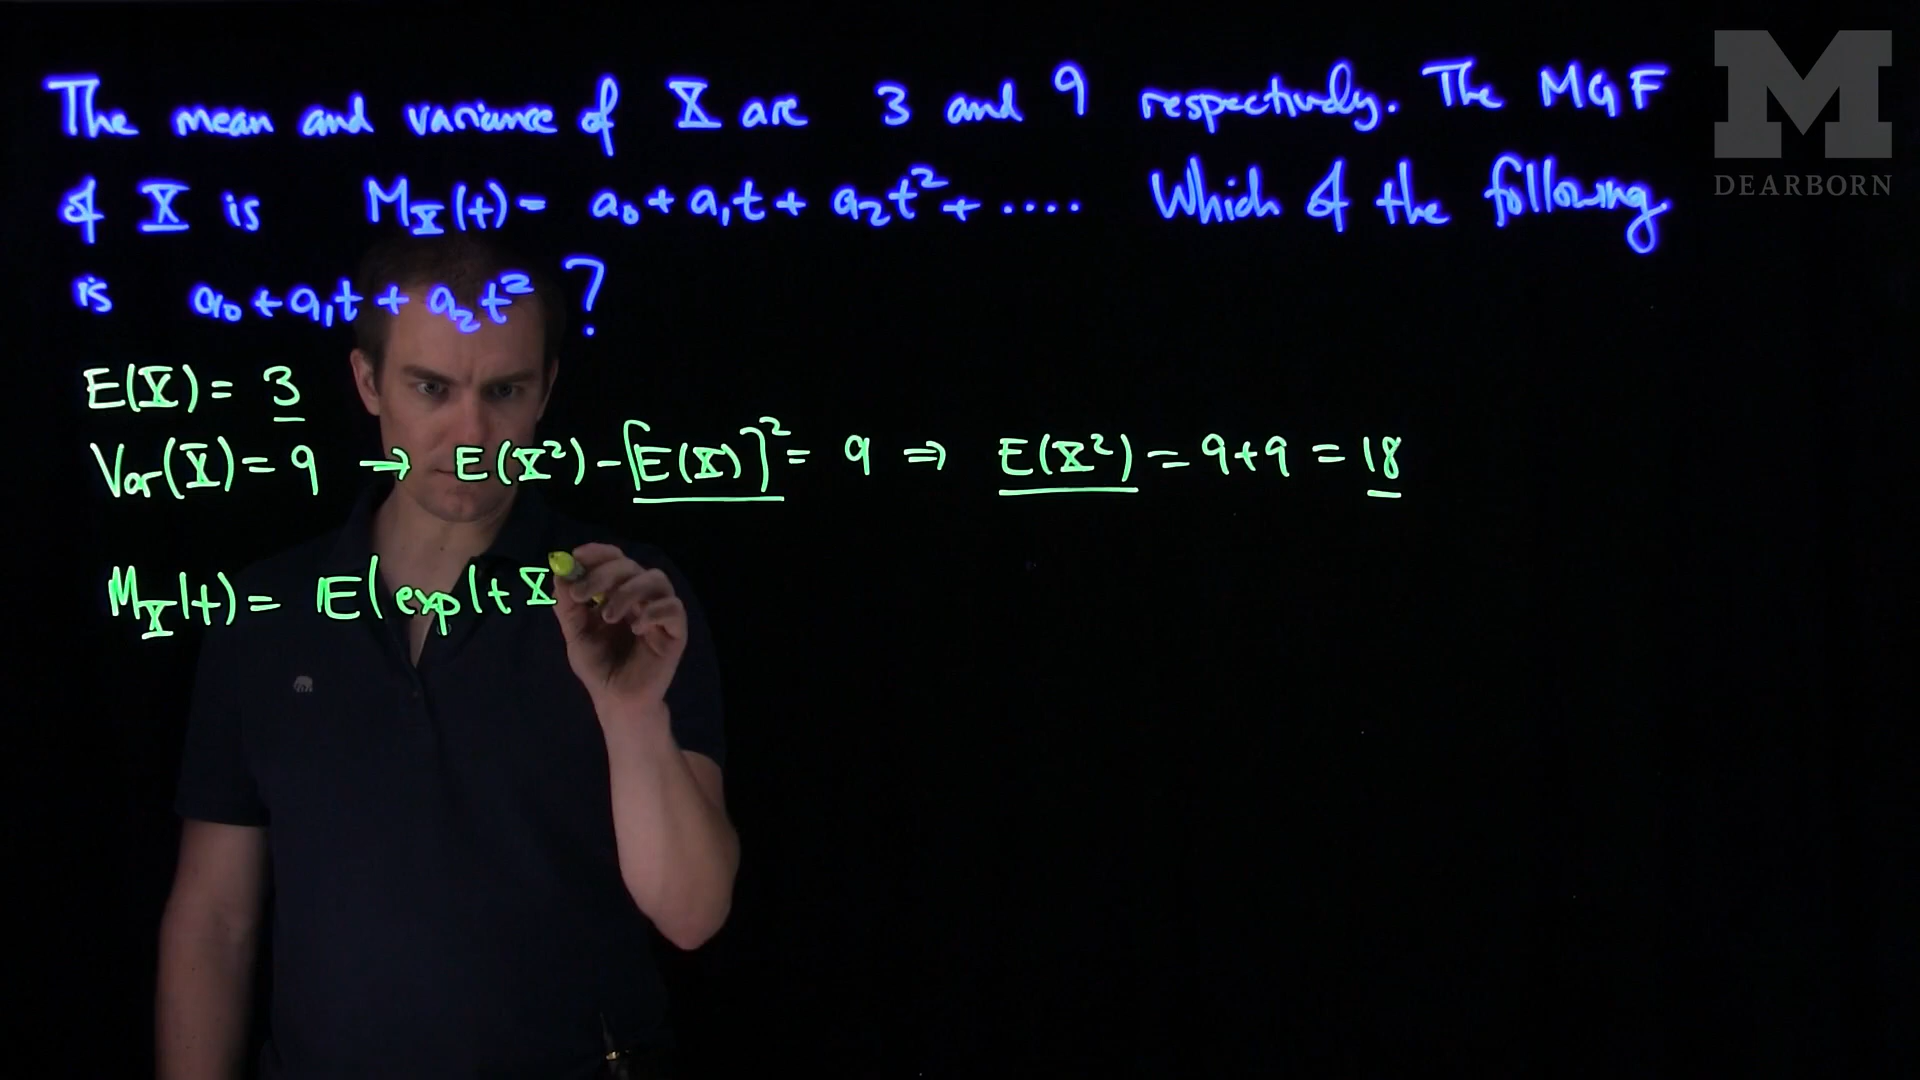 The mean and variance of X are 3 and 9 respectively. The MGF
of X is M_X(t) = a₀ + a₁t + a₂t² + .... Which of the following
is a₀ + a₁t + a₂t² ?
E(X) = 3
Var(X) = 9 → E(X²) - [E(X)]² = 9 ⇒ E(X²) = 9+9 = 18
M_X(t) = E(exp(tX
M
DEARBORN